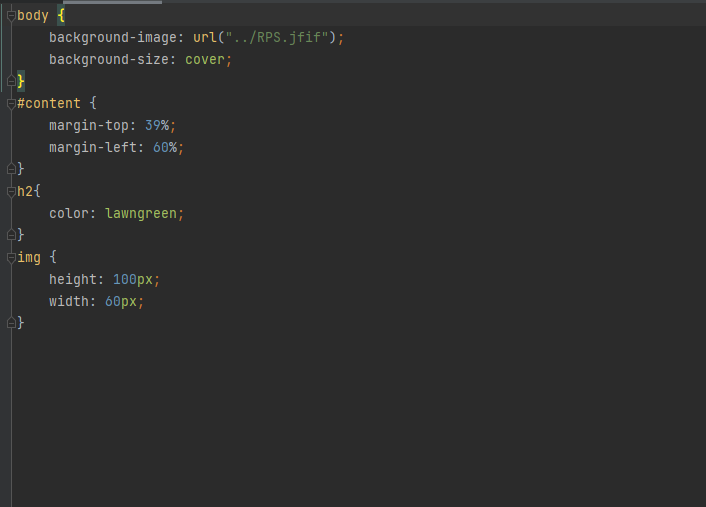 body {
    background-image: url("../RPS.jfif");
    background-size: cover;
}
#content {
    margin-top: 39%;
    margin-left: 60%;
}
h2{
    color: lawngreen;
}
img {
    height: 100px;
    width: 60px;
}